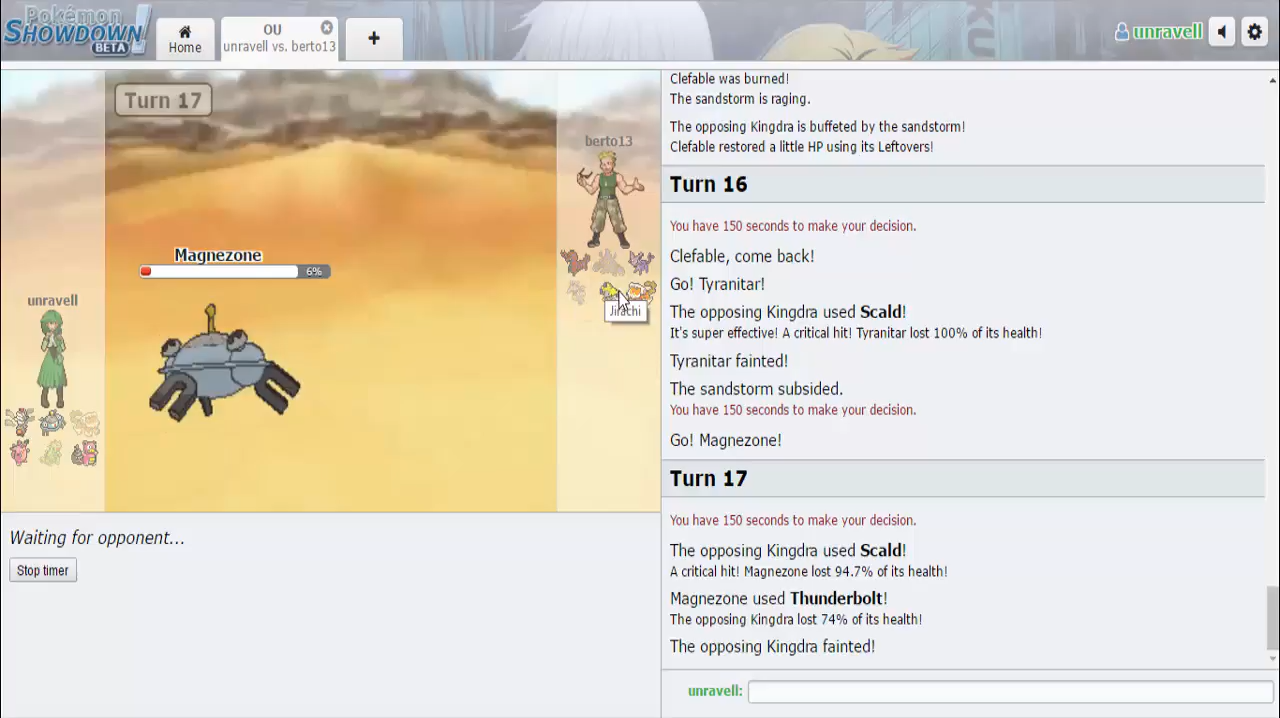 Pokémon
SHOWDOWN!
BETA
Home
OU
unravell vs. berto13
+
unravell
Turn 17
berto13
Magnezone
6%
Jirachi
unravell
Waiting for opponent...
Stop timer
Clefable was burned!
The sandstorm is raging.
The opposing Kingdra is buffeted by the sandstorm!
Clefable restored a little HP using its Leftovers!
Turn 16
You have 150 seconds to make your decision.
Clefable, come back!
Go! Tyranitar!
The opposing Kingdra used Scald!
It's super effective! A critical hit! Tyranitar lost 100% of its health!
Tyranitar fainted!
The sandstorm subsided.
You have 150 seconds to make your decision.
Go! Magnezone!
Turn 17
You have 150 seconds to make your decision.
The opposing Kingdra used Scald!
A critical hit! Magnezone lost 94.7% of its health!
Magnezone used Thunderbolt!
The opposing Kingdra lost 74% of its health!
The opposing Kingdra fainted!
unravell: